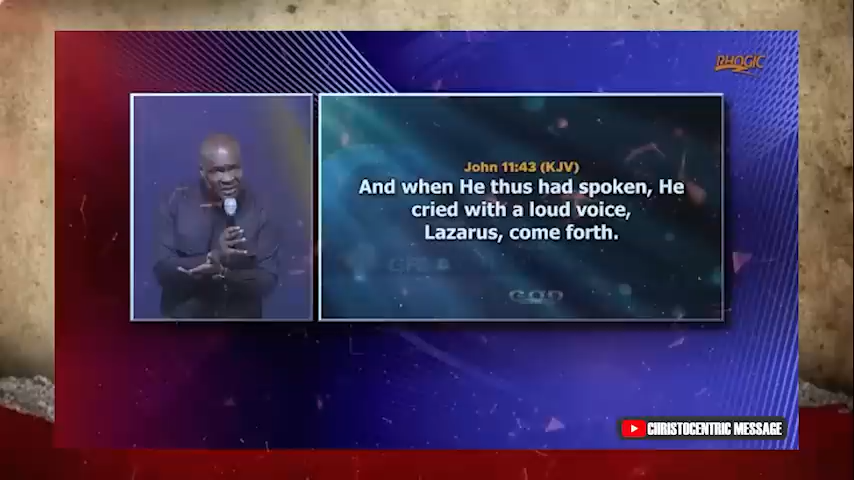 RHOGIC
John 11:43 (KJV)
And when He thus had spoken, He
cried with a loud voice,
Lazarus, come forth.
GOD
CHRISTOCENTRIC MESSAGE